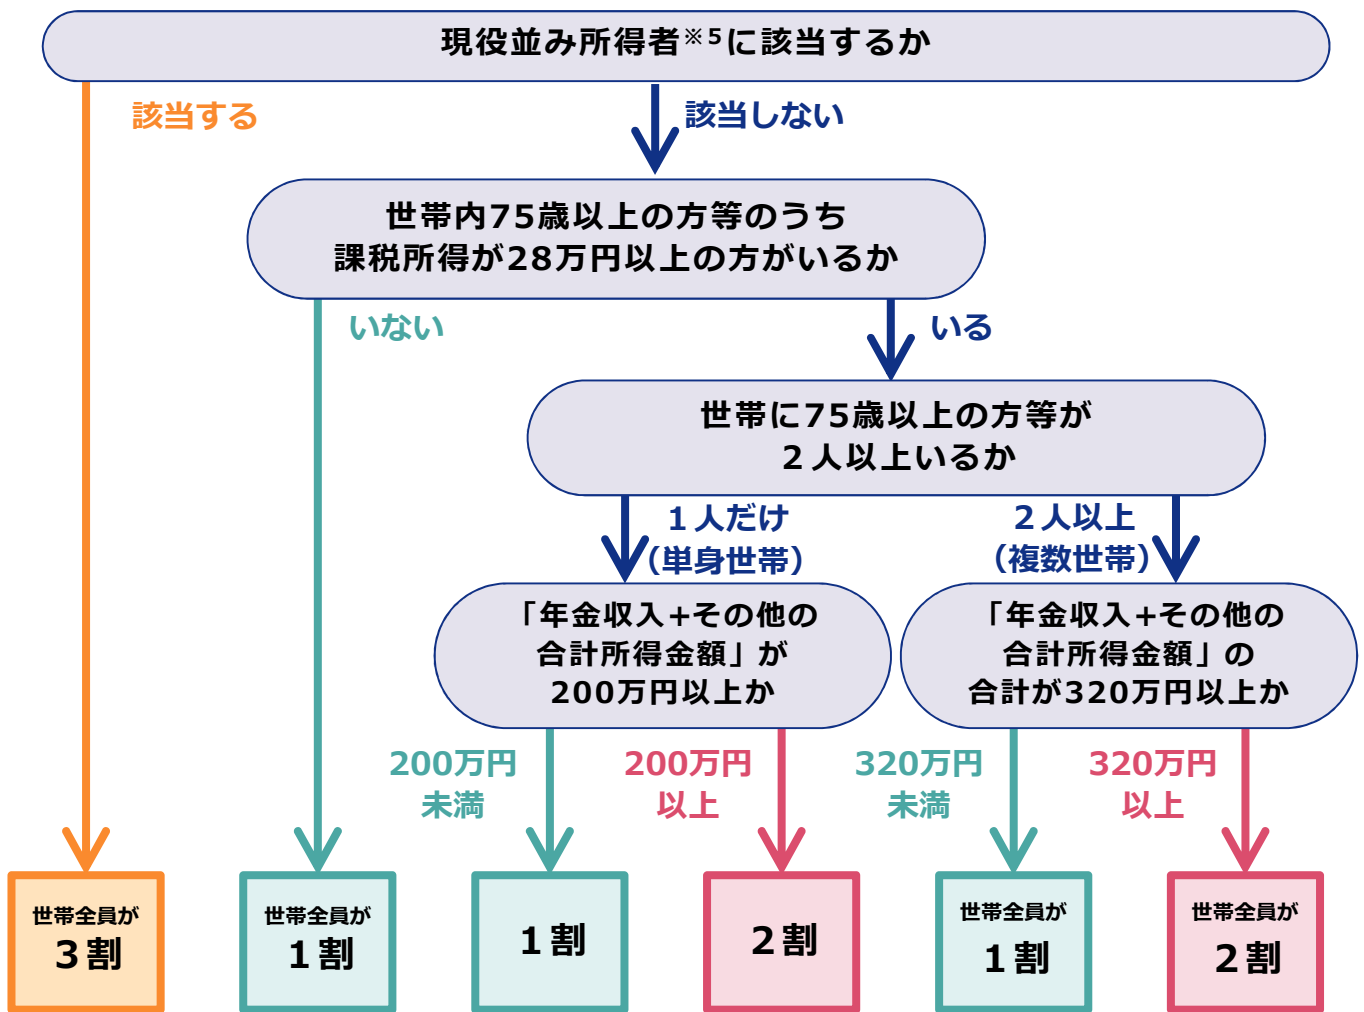 現役並み所得者※5に該当するか
該当する
該当しない
世帯内75歳以上の方等のうち
課税所得が28万円以上の方がいるか
いない
いる
世帯に75歳以上の方等が
２人以上いるか
１人だけ
（単身世帯）
２人以上
（複数世帯）
「年金収入+その他の
合計所得金額」が
200万円以上か
「年金収入+その他の
合計所得金額」の
合計が320万円以上か
200万円
未満
200万円
以上
320万円
未満
320万円
以上
世帯全員が
３割
世帯全員が
１割
１割
２割
世帯全員が
１割
世帯全員が
２割